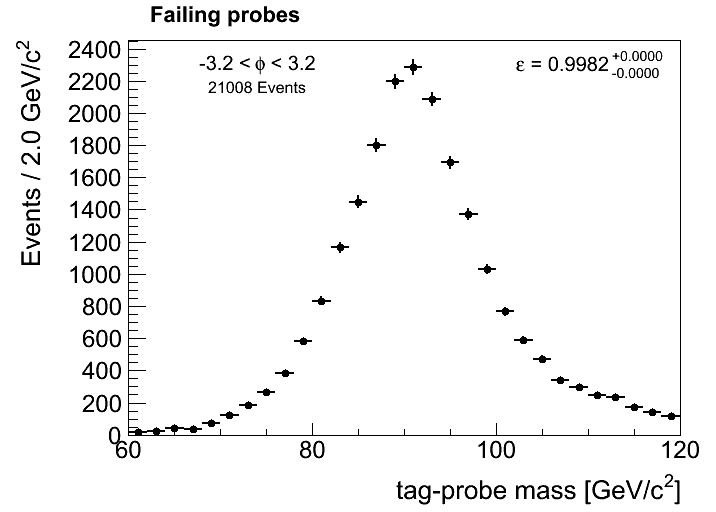 Failing probes
-3.2 < ϕ < 3.2
21008 Events
ε = 0.9982 +0.0000 -0.0000
Events / 2.0 GeV/c²
2400
2200
2000
1800
1600
1400
1200
1000
800
600
400
200
0
60 80 100 120
tag-probe mass [GeV/c²]